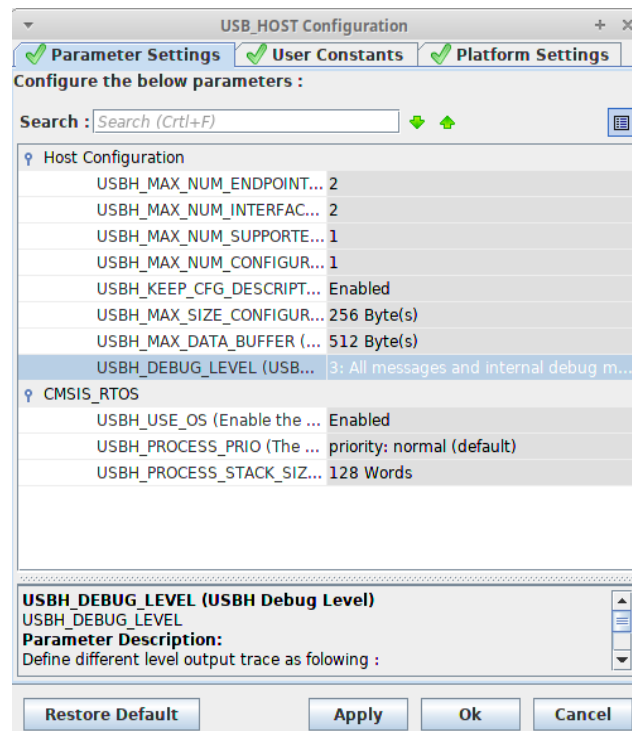 USB_HOST Configuration
Parameter Settings User Constants Platform Settings
Configure the below parameters :
Search : Search (Crtl+F)
Host Configuration
USBH_MAX_NUM_ENDPOINT... 2
USBH_MAX_NUM_INTERFAC... 2
USBH_MAX_NUM_SUPPORTE... 1
USBH_MAX_NUM_CONFIGUR... 1
USBH_KEEP_CFG_DESCRIPT... Enabled
USBH_MAX_SIZE_CONFIGUR... 256 Byte(s)
USBH_MAX_DATA_BUFFER (... 512 Byte(s)
USBH_DEBUG_LEVEL (USB... 3: All messages and internal debug m...
CMSIS_RTOS
USBH_USE_OS (Enable the ... Enabled
USBH_PROCESS_PRIO (The ... priority: normal (default)
USBH_PROCESS_STACK_SIZ... 128 Words
USBH_DEBUG_LEVEL (USBH Debug Level)
USBH_DEBUG_LEVEL
Parameter Description:
Define different level output trace as folowing :
Restore Default Apply Ok Cancel